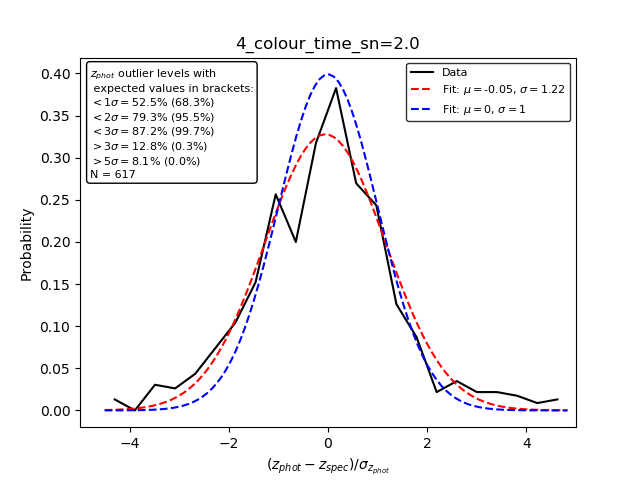 4_colour_time_sn=2.0
z_phot outlier levels with
expected values in brackets:
< 1σ = 52.5% (68.3%)
< 2σ = 79.3% (95.5%)
< 3σ = 87.2% (99.7%)
> 3σ = 12.8% (0.3%)
> 5σ = 8.1% (0.0%)
N = 617
Data
Fit: μ = -0.05, σ = 1.22
Fit: μ = 0, σ = 1
0.40
0.35
0.30
0.25
0.20
0.15
0.10
0.05
0.00
Probability
−4 −2 0 2 4
(z_phot − z_spec)/σ_z_phot